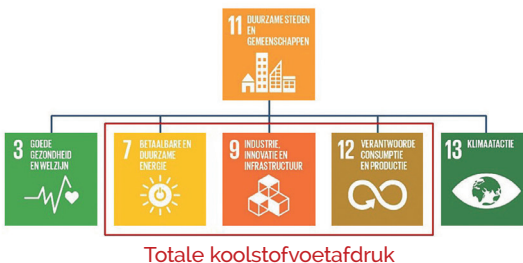 11 DUURZAME STEDEN
EN
GEMEENSCHAPPEN
3 GOEDE
GEZONDHEID
EN WELZIJN
7 BETAALBARE EN
DUURZAME
ENERGIE
9 INDUSTRIE,
INNOVATIE EN
INFRASTRUCTUUR
12 VERANTWOORDE
CONSUMPTIE
EN PRODUCTIE
13 KLIMAATACTIE
Totale koolstofvoetafdruk